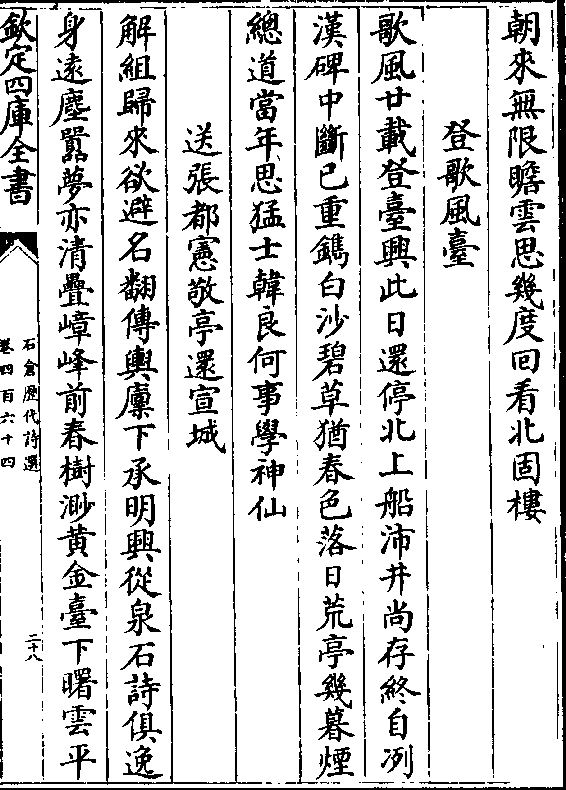 朝來無限瞻雲思幾度回看北固樓
登歌風臺
歌風廿載登臺興此日還停北上船沛井尚存終自冽
漢碑中斷已重鐫白沙碧草猶春色落日荒亭幾暮煙
總道當年思猛士韓良何事學神仙
送張都憲敬亭還宣城
解組歸來欲避名翻傳輿廩下承明興從泉石詩俱逸
身遠塵囂夢亦清疊嶂峰前春樹渺黃金臺下曙雲平
欽定四庫全書
石倉歷代詩選
卷四百六十四
二十八